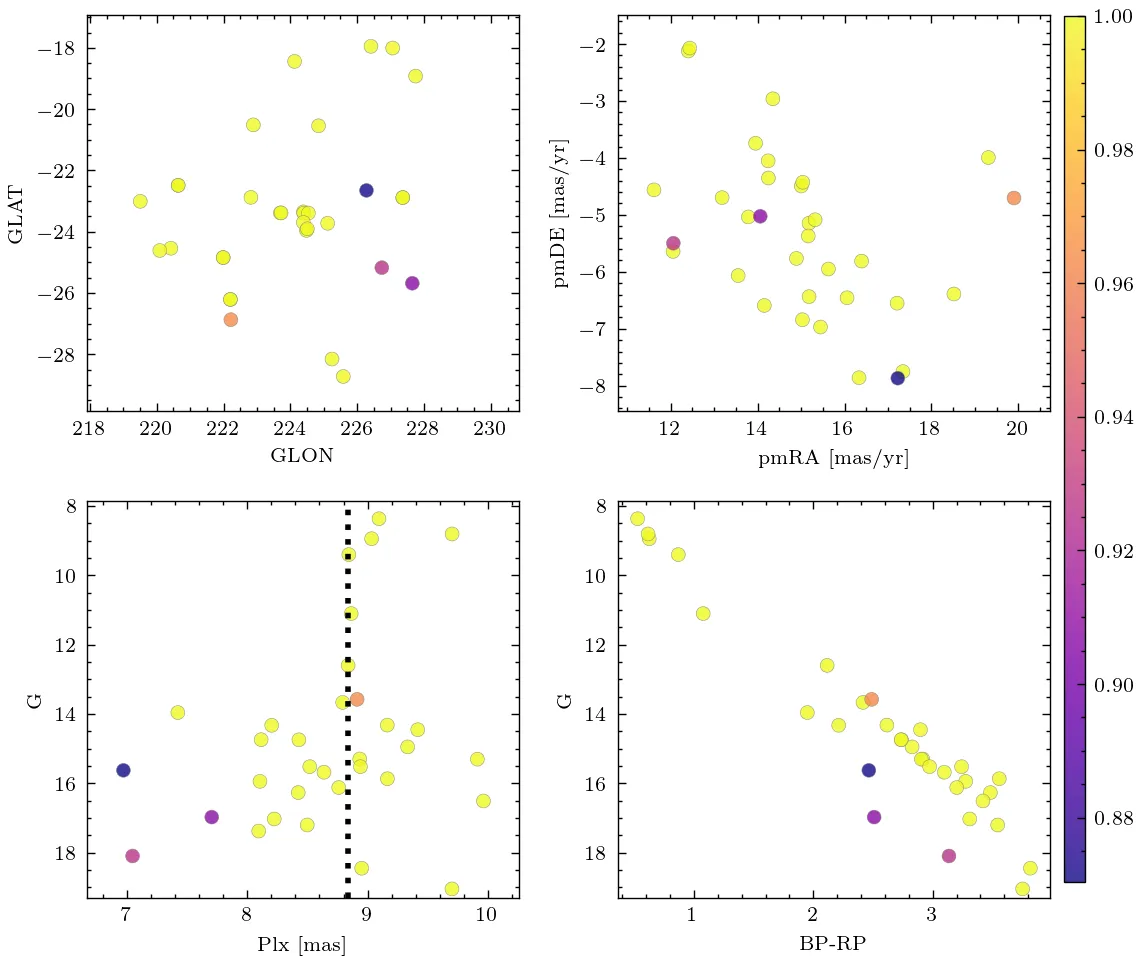 −18
−20
−22
−24
−26
−28
GLAT
218 220 222 224 226 228 230
GLON
−2
−3
−4
−5
−6
−7
−8
pmDE [mas/yr]
12 14 16 18 20
pmRA [mas/yr]
8
10
12
14
16
18
G
7 8 9 10
Plx [mas]
8
10
12
14
16
18
G
1 2 3
BP-RP
1.00
0.98
0.96
0.94
0.92
0.90
0.88